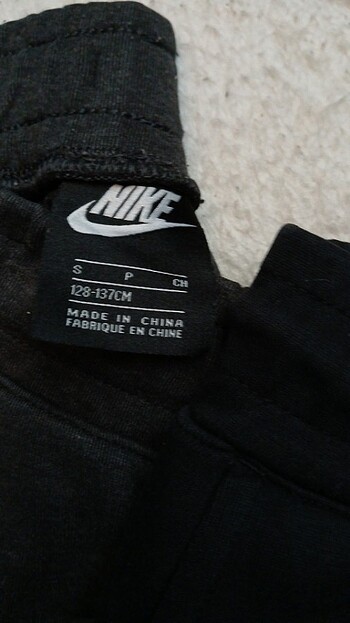 NIKE
S P CH
128-137CM
MADE IN CHINA
FABRIQUE EN CHINE